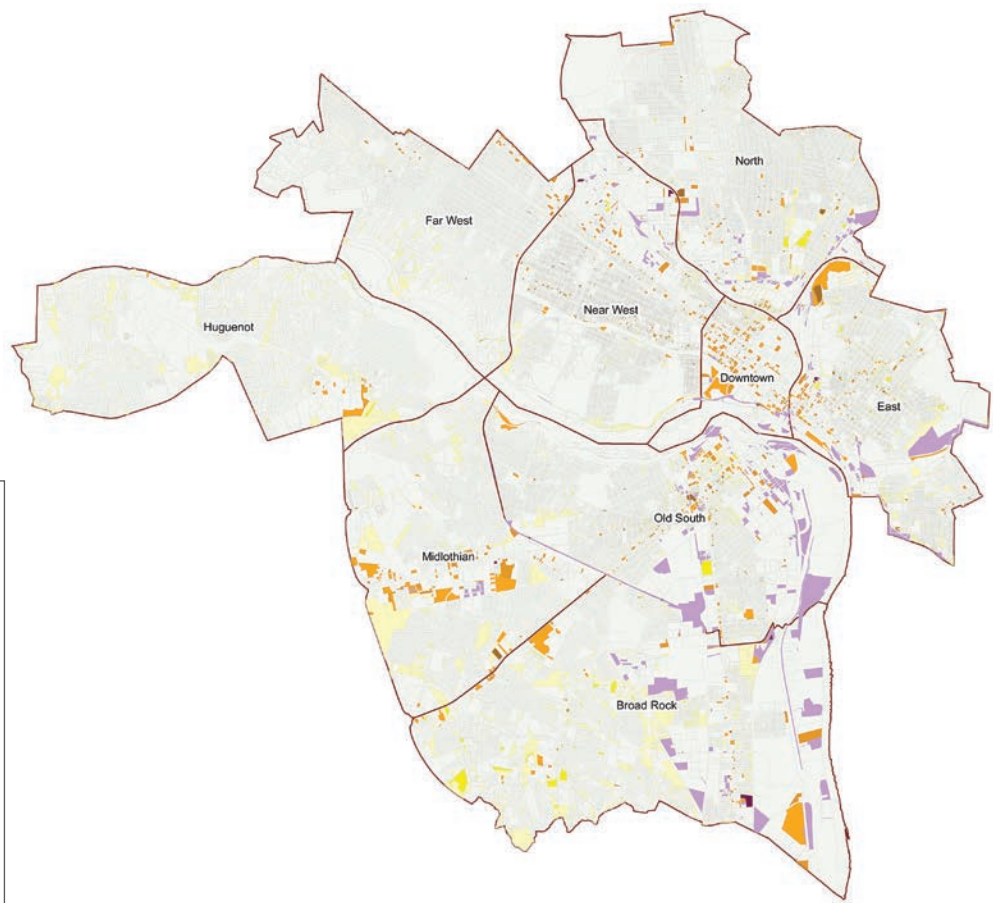 North
Far West
Near West
Huguenot
Downtown
East
Old South
Midlothian
Broad Rock